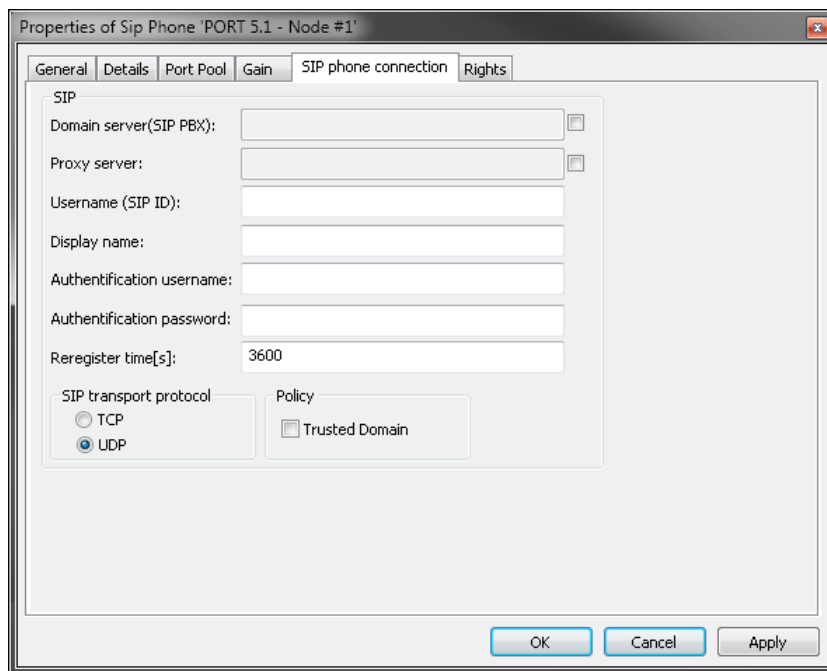 Properties of Sip Phone 'PORT 5.1 - Node #1'
General Details Port Pool Gain SIP phone connection Rights
SIP
Domain server(SIP PBX):
Proxy server:
Username (SIP ID):
Display name:
Authentification username:
Authentification password:
Reregister time[s]: 3600
SIP transport protocol Policy
TCP
Trusted Domain
UDP
OK Cancel Apply